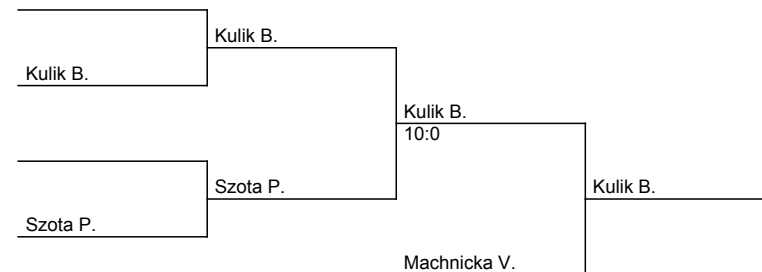 Kulik B.
Kulik B.
Kulik B.
10:0
Szota P.
Kulik B.
Szota P.
Machnicka V.